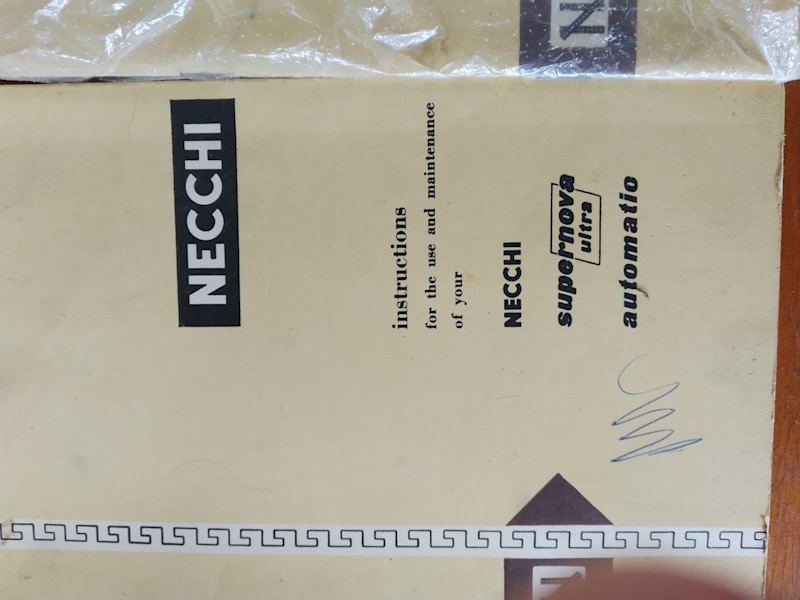 NECCHI
instructions
for the use and maintenance
of your
NECCHI
supernova
ultra
automatic
N